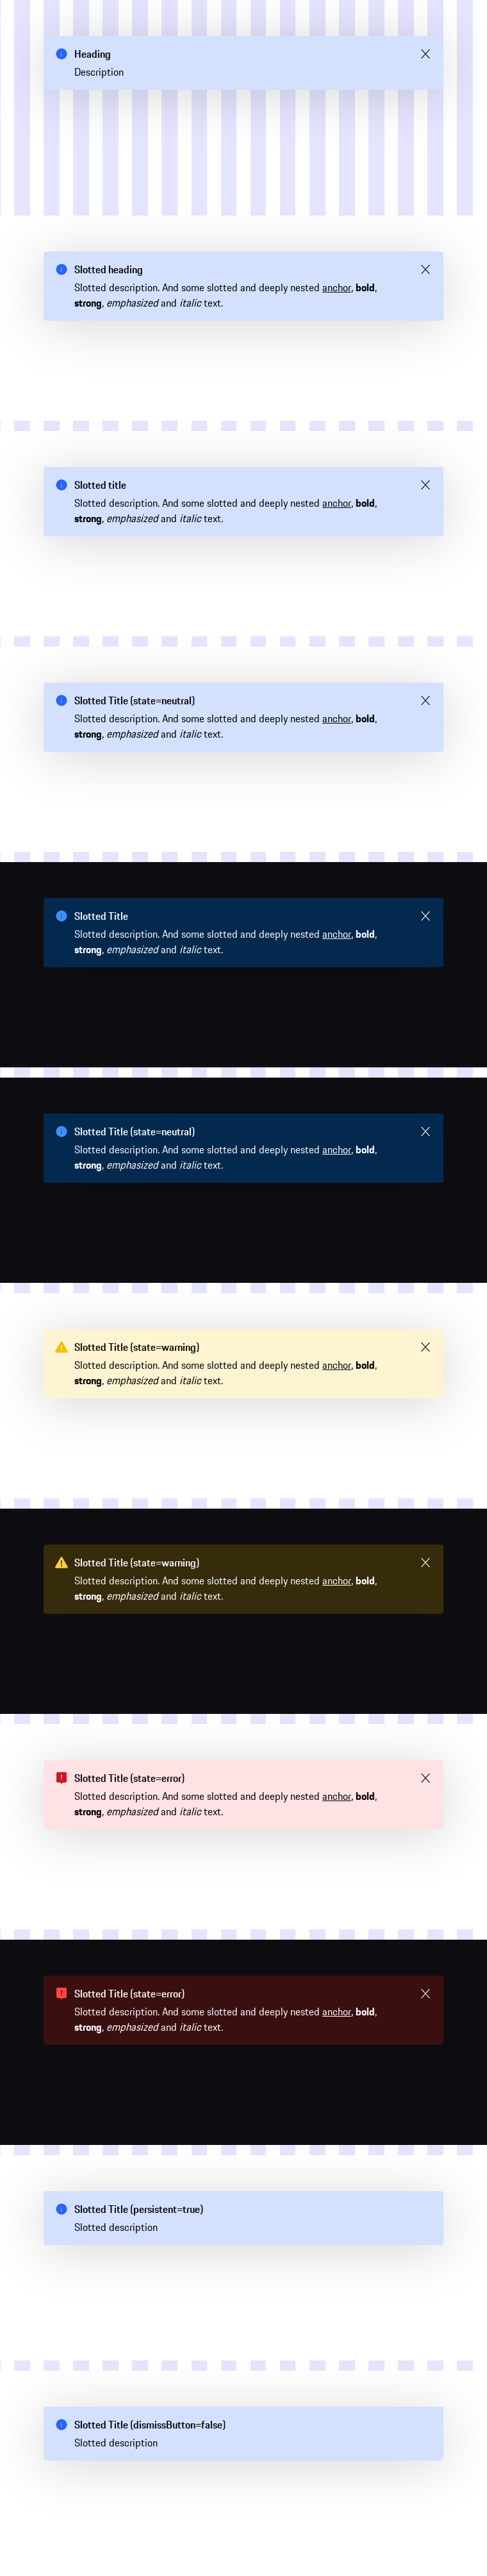 Heading
Description
Slotted heading
Slotted description. And some slotted and deeply nested anchor, bold,
strong, emphasized and italic text.
Slotted title
Slotted description. And some slotted and deeply nested anchor, bold,
strong, emphasized and italic text.
Slotted Title (state=neutral)
Slotted description. And some slotted and deeply nested anchor, bold,
strong, emphasized and italic text.
Slotted Title
Slotted description. And some slotted and deeply nested anchor, bold,
strong, emphasized and italic text.
Slotted Title (state=neutral)
Slotted description. And some slotted and deeply nested anchor, bold,
strong, emphasized and italic text.
Slotted Title (state=warning)
Slotted description. And some slotted and deeply nested anchor, bold,
strong, emphasized and italic text.
Slotted Title (state=warning)
Slotted description. And some slotted and deeply nested anchor, bold,
strong, emphasized and italic text.
Slotted Title (state=error)
Slotted description. And some slotted and deeply nested anchor, bold,
strong, emphasized and italic text.
Slotted Title (state=error)
Slotted description. And some slotted and deeply nested anchor, bold,
strong, emphasized and italic text.
Slotted Title (persistent=true)
Slotted description
Slotted Title (dismissButton=false)
Slotted description